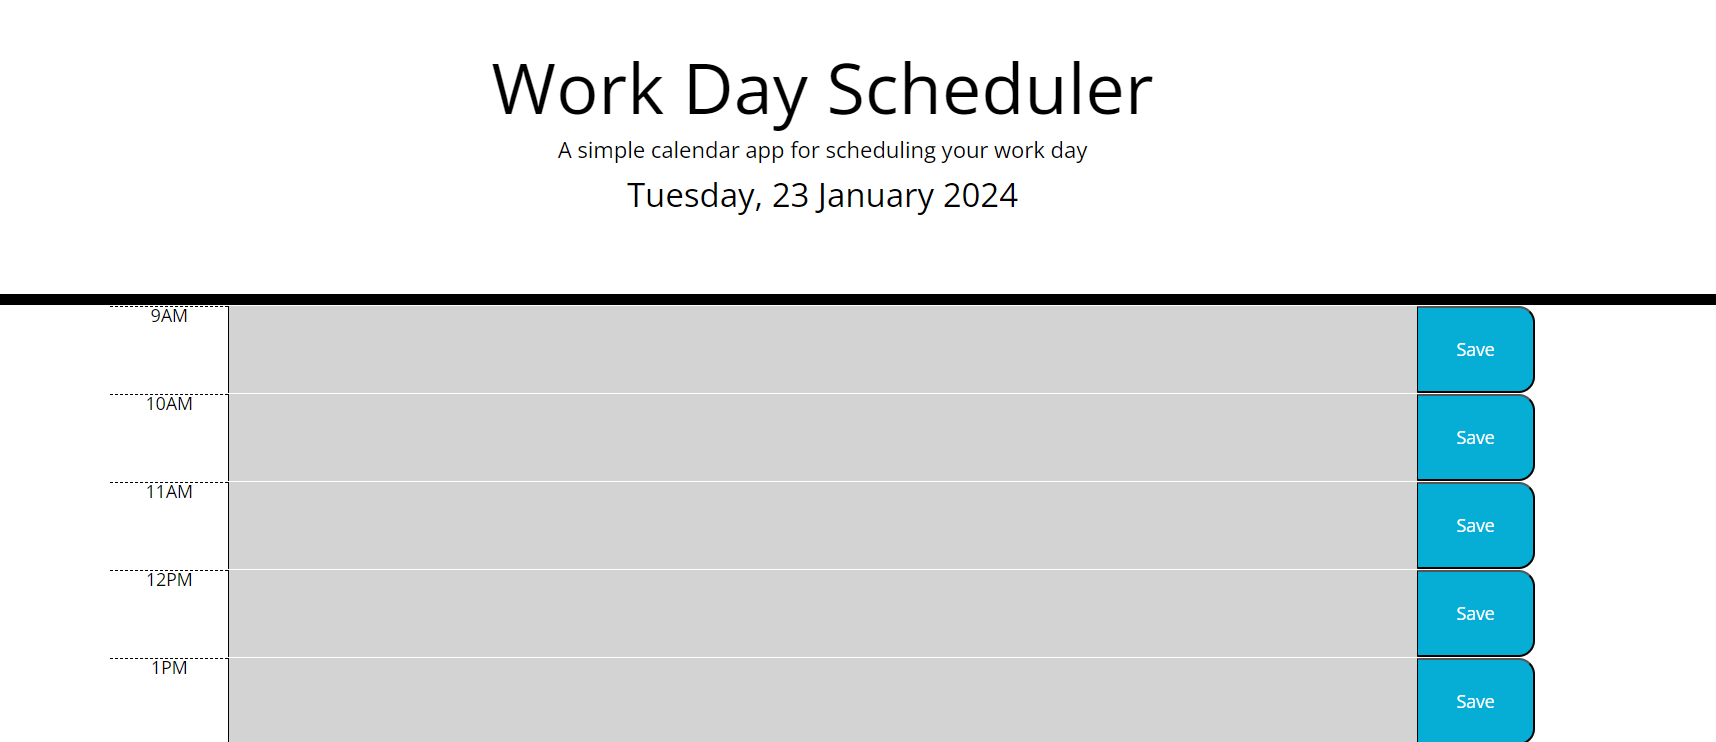 Work Day Scheduler
A simple calendar app for scheduling your work day
Tuesday, 23 January 2024
9AM
Save
10AM
Save
11AM
Save
12PM
Save
1PM
Save